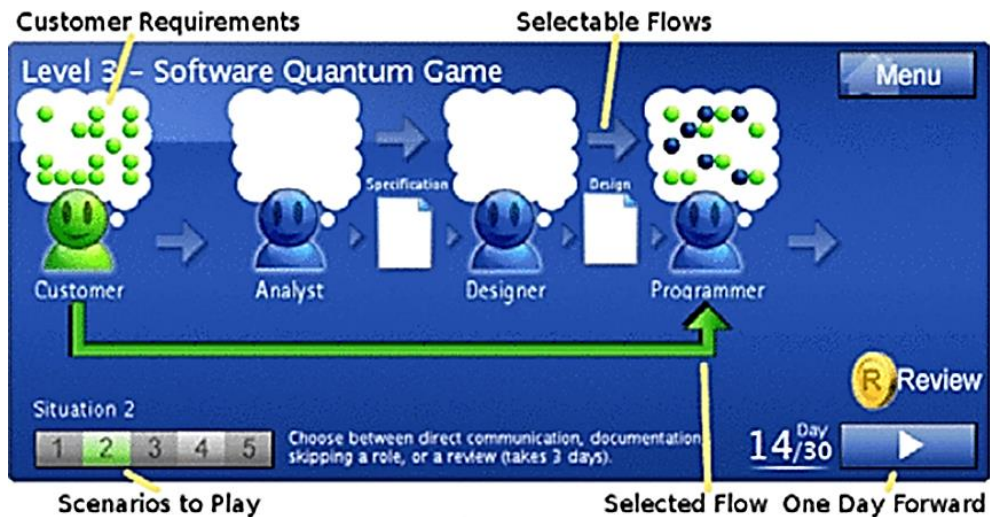 Customer Requirements
Selectable Flows
Level 3 - Software Quantum Game
Menu
Specification
Design
Customer
Analyst
Designer
Programmer
R Review
Situation 2
1 2 3 4 5
Choose between direct communication, documentation,
skipping a role, or a review (takes 3 days).
14/30 Day
Scenarios to Play
Selected Flow
One Day Forward